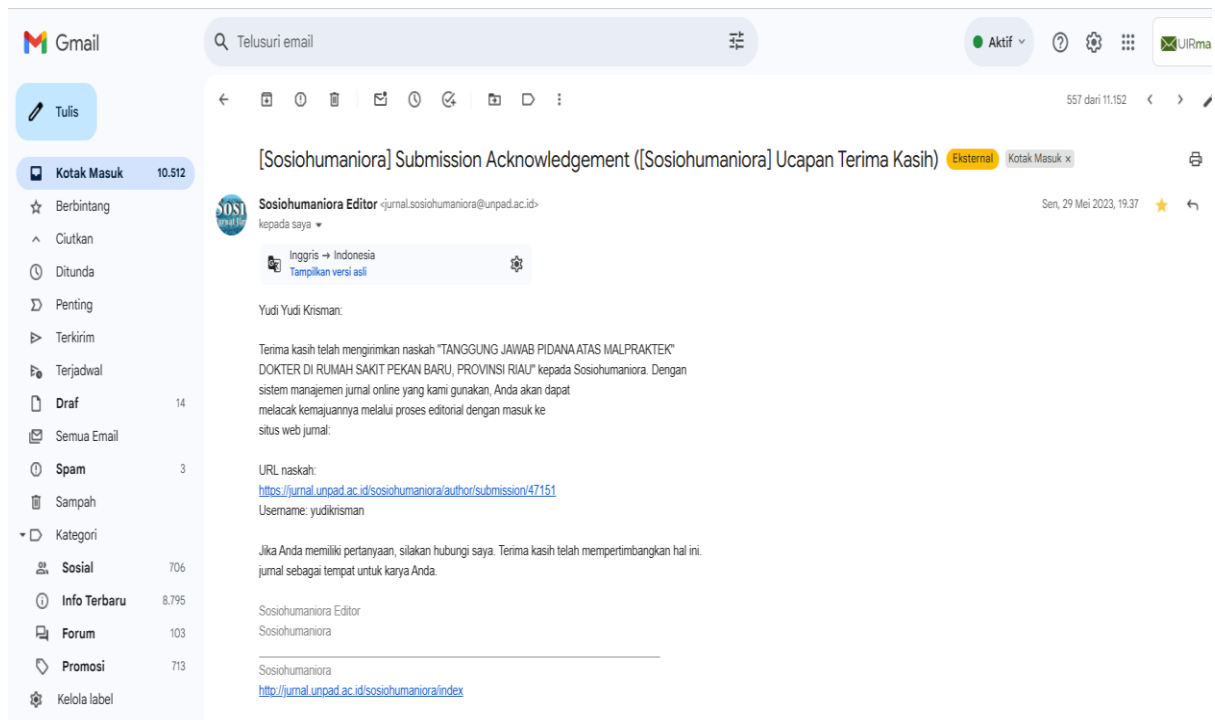 Gmail
Telusuri email
Aktif
UIRma
Tulis
557 dari 11.152
[Sosiohumaniora] Submission Acknowledgement ([Sosiohumaniora] Ucapan Terima Kasih) Eksternal Kotak Masuk x
Kotak Masuk 10.512
Berbintang
Ciutkan
Ditunda
Penting
Terkirim
Terjadwal
Draf 14
Semua Email
Spam 3
Sampah
Kategori
Sosial 706
Info Terbaru 8.795
Forum 103
Promosi 713
Kelola label
SOSI
Sosiohumaniora Editor <jurnal.sosiohumaniora@unpad.ac.id>
Sen, 29 Mei 2023, 19.37
kepada saya
Inggris → Indonesia
Tampilkan versi asli
Yudi Yudi Krisman:
Terima kasih telah mengirimkan naskah "TANGGUNG JAWAB PIDANA ATAS MALPRAKTEK"
DOKTER DI RUMAH SAKIT PEKAN BARU, PROVINSI RIAU" kepada Sosiohumaniora. Dengan
sistem manajemen jurnal online yang kami gunakan, Anda akan dapat
melacak kemajuannya melalui proses editorial dengan masuk ke
situs web jurnal:
URL naskah:
https://jurnal.unpad.ac.id/sosiohumaniora/author/submission/47151
Username: yudikrisman
Jika Anda memiliki pertanyaan, silakan hubungi saya. Terima kasih telah mempertimbangkan hal ini.
jurnal sebagai tempat untuk karya Anda.
Sosiohumaniora Editor
Sosiohumaniora
Sosiohumaniora
http://jurnal.unpad.ac.id/sosiohumaniora/index